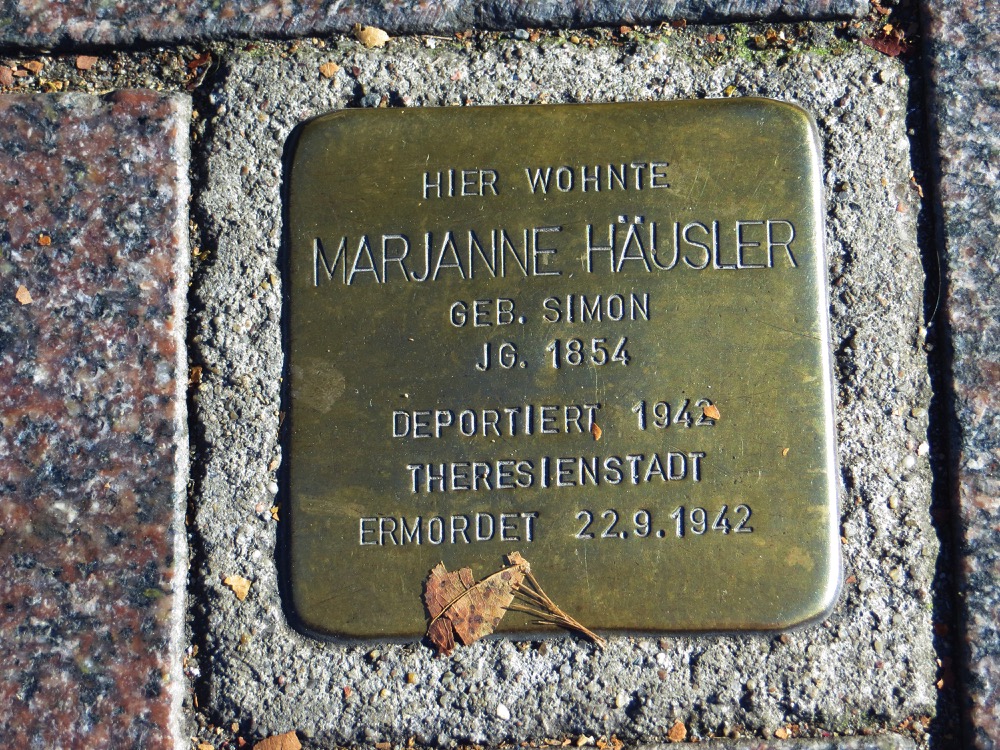 HIER WOHNTE
MARJANNE HÄUSLER
GEB. SIMON
JG. 1854
DEPORTIERT 1942
THERESIENSTADT
ERMORDET 22.9.1942